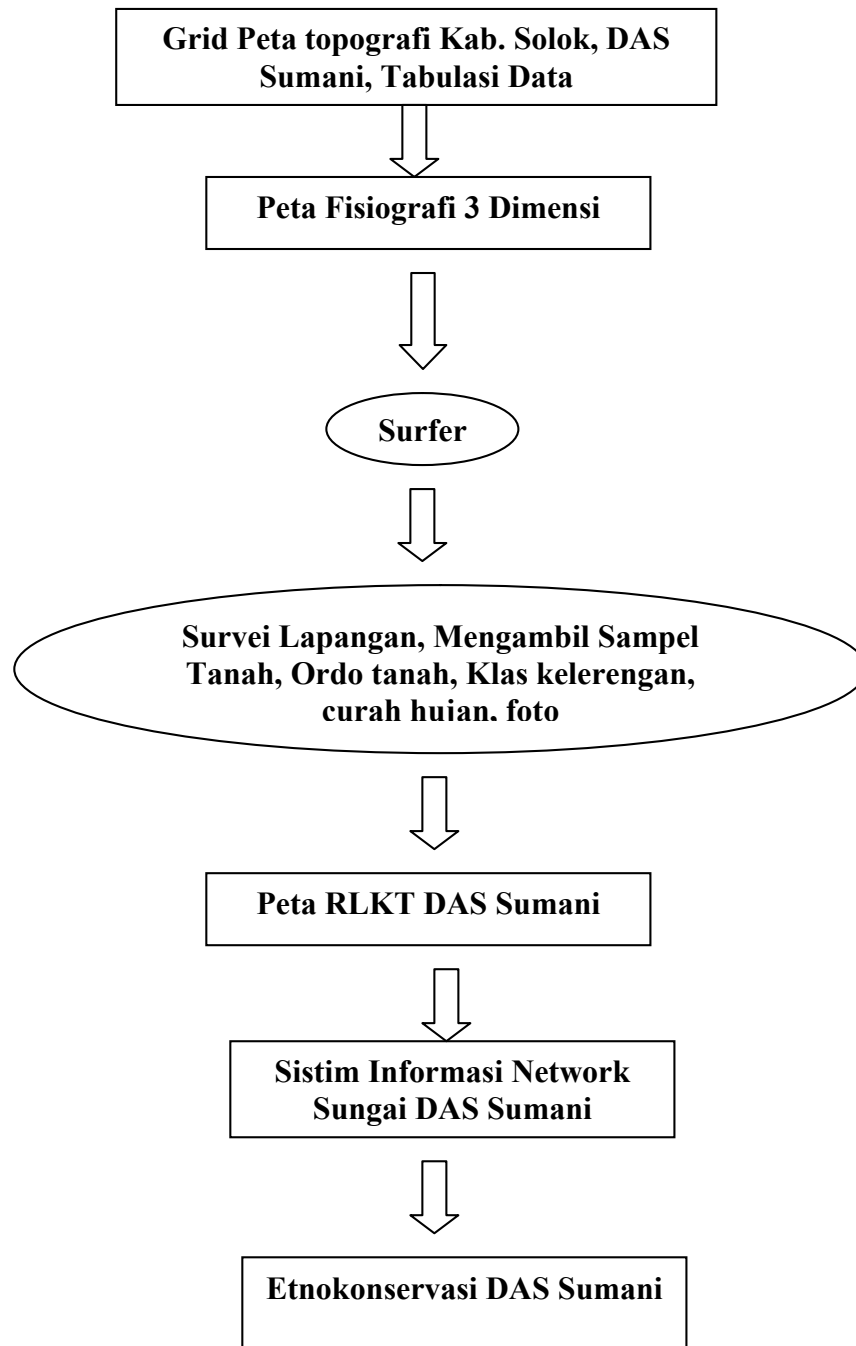 Grid Peta topografi Kab. Solok, DAS
Sumani, Tabulasi Data
Peta Fisiografi 3 Dimensi
Surfer
Survei Lapangan, Mengambil Sampel
Tanah, Ordo tanah, Klas kelerengan,
curah hujan, foto
Peta RLKT DAS Sumani
Sistim Informasi Network
Sungai DAS Sumani
Etnokonservasi DAS Sumani